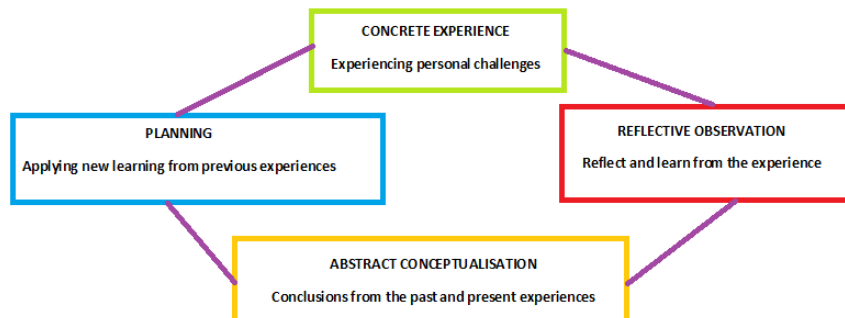 CONCRETE EXPERIENCE
Experiencing personal challenges
PLANNING
Applying new learning from previous experiences
REFLECTIVE OBSERVATION
Reflect and learn from the experience
ABSTRACT CONCEPTUALISATION
Conclusions from the past and present experiences